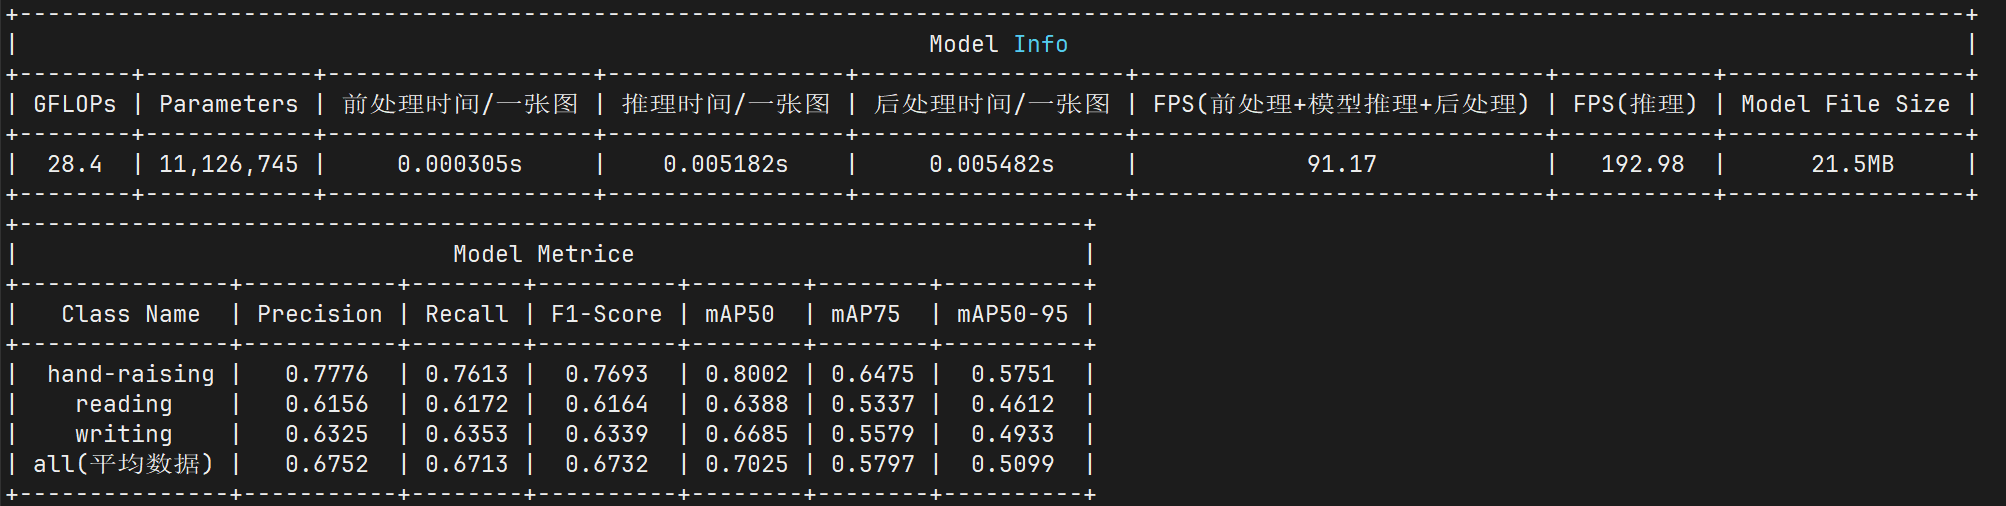 Model Info
GFLOPs | Parameters | 前处理时间/一张图 | 推理时间/一张图 | 后处理时间/一张图 | FPS(前处理+模型推理+后处理) | FPS(推理) | Model File Size
28.4 | 11,126,745 | 0.000305s | 0.005182s | 0.005482s | 91.17 | 192.98 | 21.5MB
Model Metrice
Class Name | Precision | Recall | F1-Score | mAP50 | mAP75 | mAP50-95
hand-raising | 0.7776 | 0.7613 | 0.7693 | 0.8002 | 0.6475 | 0.5751
reading | 0.6156 | 0.6172 | 0.6164 | 0.6388 | 0.5337 | 0.4612
writing | 0.6325 | 0.6353 | 0.6339 | 0.6685 | 0.5579 | 0.4933
all(平均数据) | 0.6752 | 0.6713 | 0.6732 | 0.7025 | 0.5797 | 0.5099